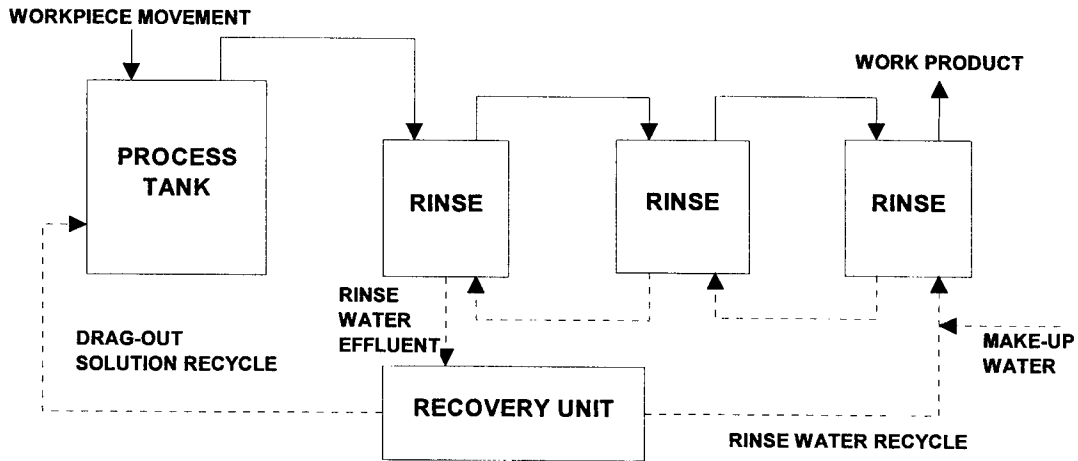 WORKPIECE MOVEMENT
WORK PRODUCT
PROCESS
TANK
RINSE
RINSE
RINSE
RINSE
WATER
EFFLUENT
DRAG-OUT
SOLUTION RECYCLE
MAKE-UP
WATER
RECOVERY UNIT
RINSE WATER RECYCLE